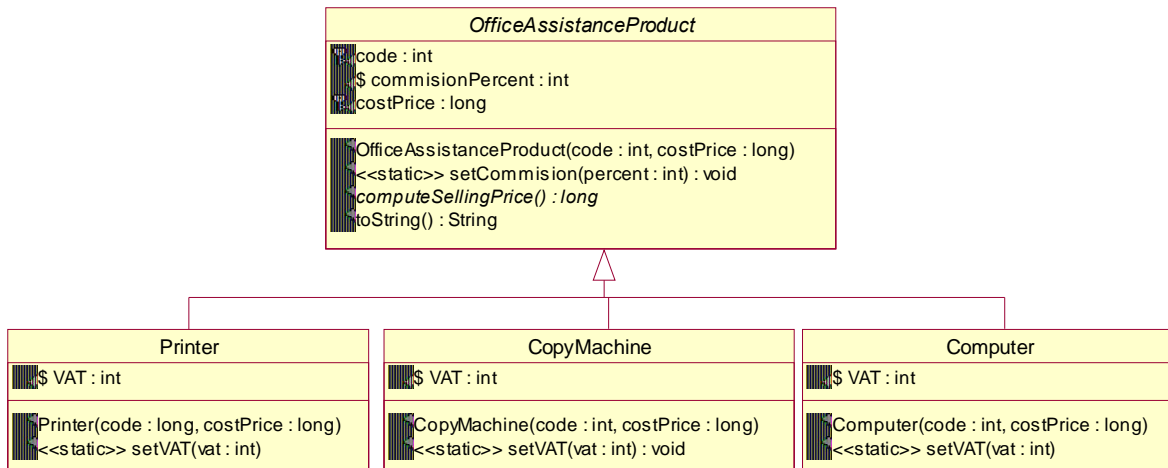 OfficeAssistanceProduct
code : int
$ commisionPercent : int
costPrice : long
OfficeAssistanceProduct(code : int, costPrice : long)
<<static>> setCommision(percent : int) : void
computeSellingPrice() : long
toString() : String
Printer
$ VAT : int
Printer(code : long, costPrice : long)
<<static>> setVAT(vat : int)
CopyMachine
$ VAT : int
CopyMachine(code : int, costPrice : long)
<<static>> setVAT(vat : int) : void
Computer
$ VAT : int
Computer(code : int, costPrice : long)
<<static>> setVAT(vat : int)